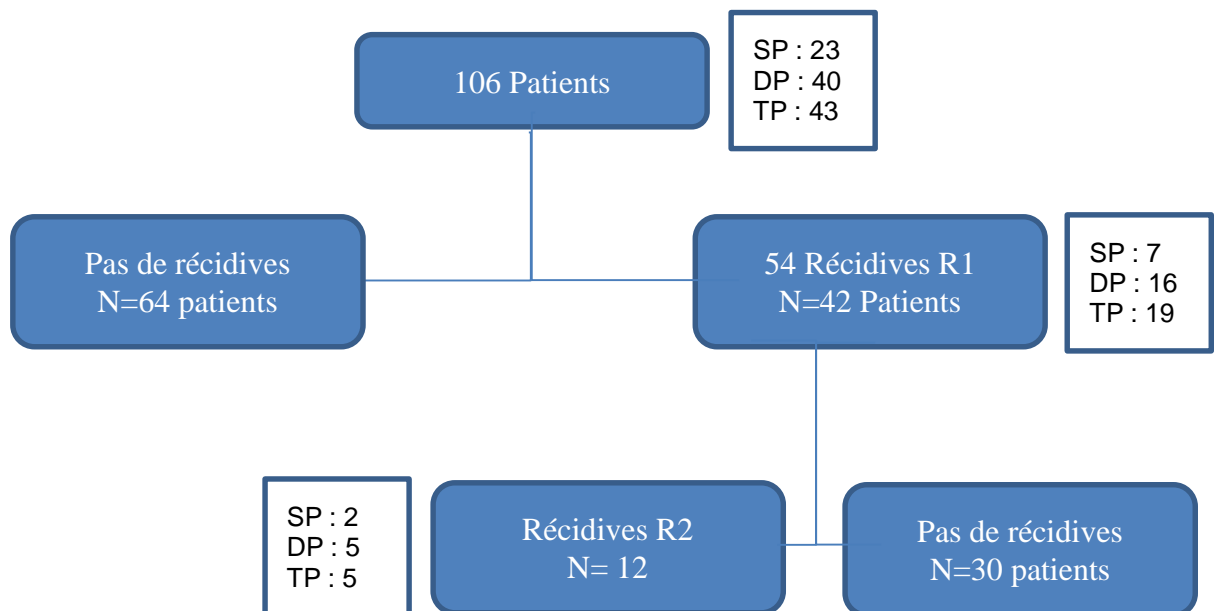 106 Patients
SP : 23
DP : 40
TP : 43
Pas de récidives
N=64 patients
54 Récidives R1
N=42 Patients
SP : 7
DP : 16
TP : 19
SP : 2
DP : 5
TP : 5
Récidives R2
N= 12
Pas de récidives
N=30 patients